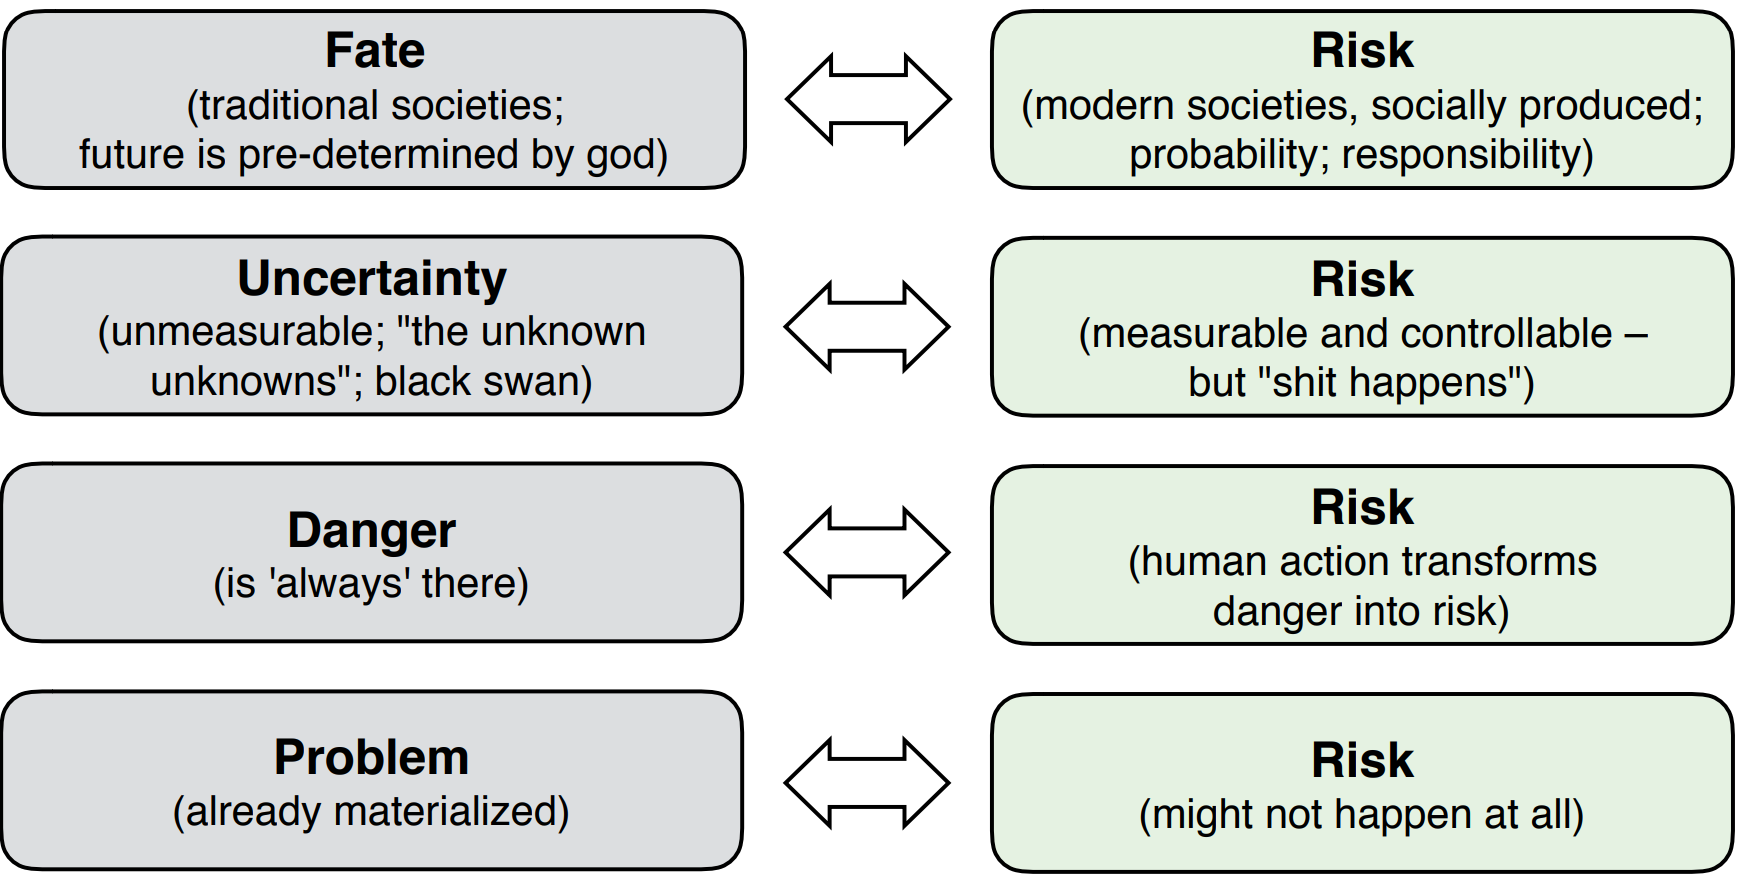 Fate
(traditional societies;
future is pre-determined by god)
Risk
(modern societies, socially produced;
probability; responsibility)
Uncertainty
(unmeasurable; "the unknown
unknowns"; black swan)
Risk
(measurable and controllable –
but "shit happens")
Danger
(is 'always' there)
Risk
(human action transforms
danger into risk)
Problem
(already materialized)
Risk
(might not happen at all)